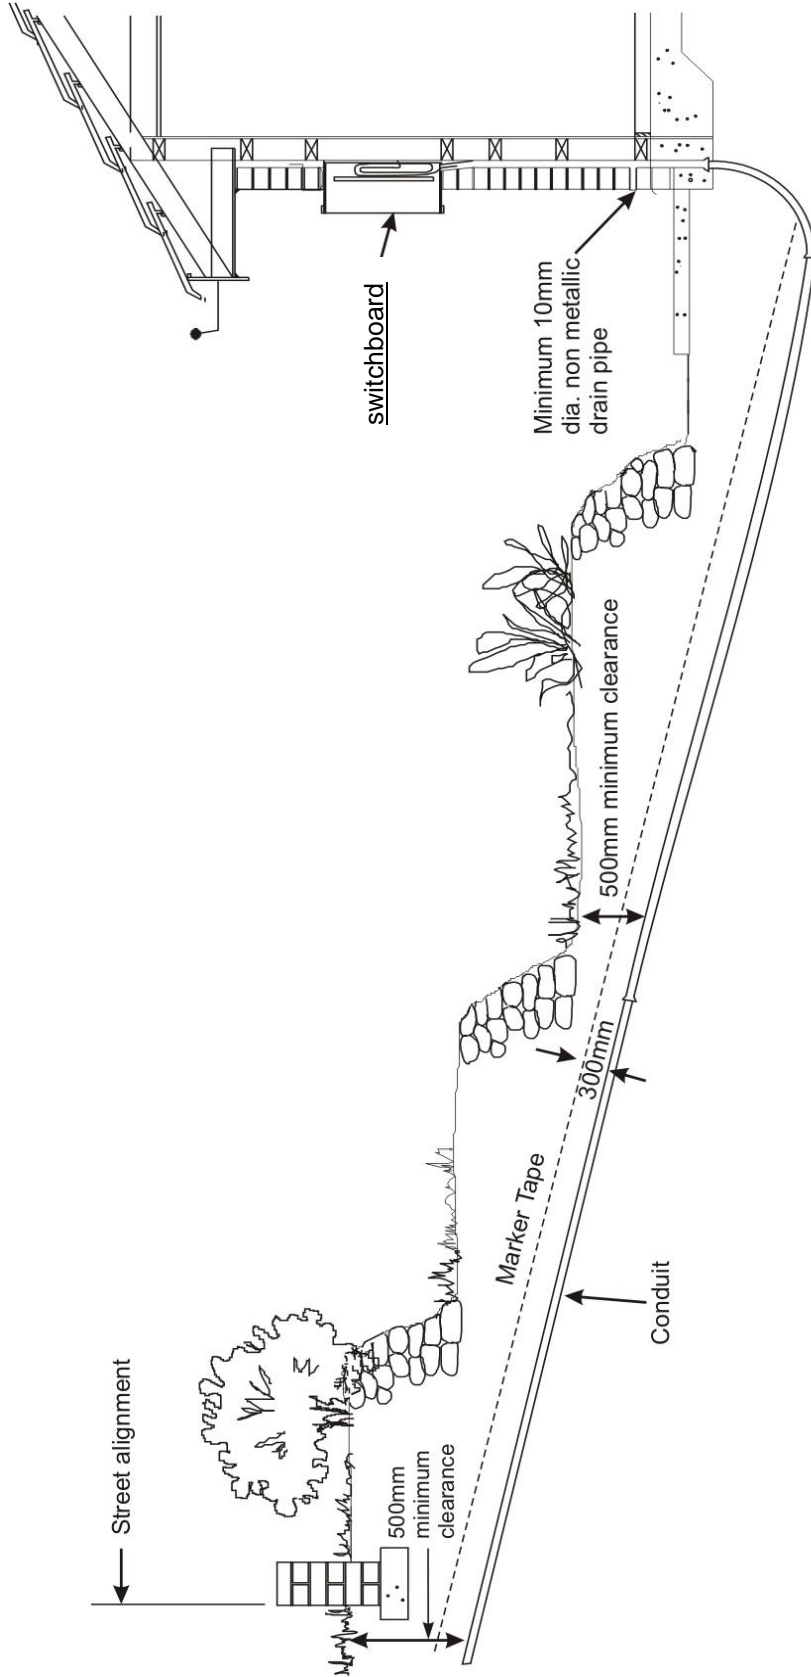 Street alignment
switchboard
Minimum 10mm
dia. non metallic
drain pipe
500mm
minimum
clearance
Marker Tape
300mm
500mm minimum clearance
Conduit